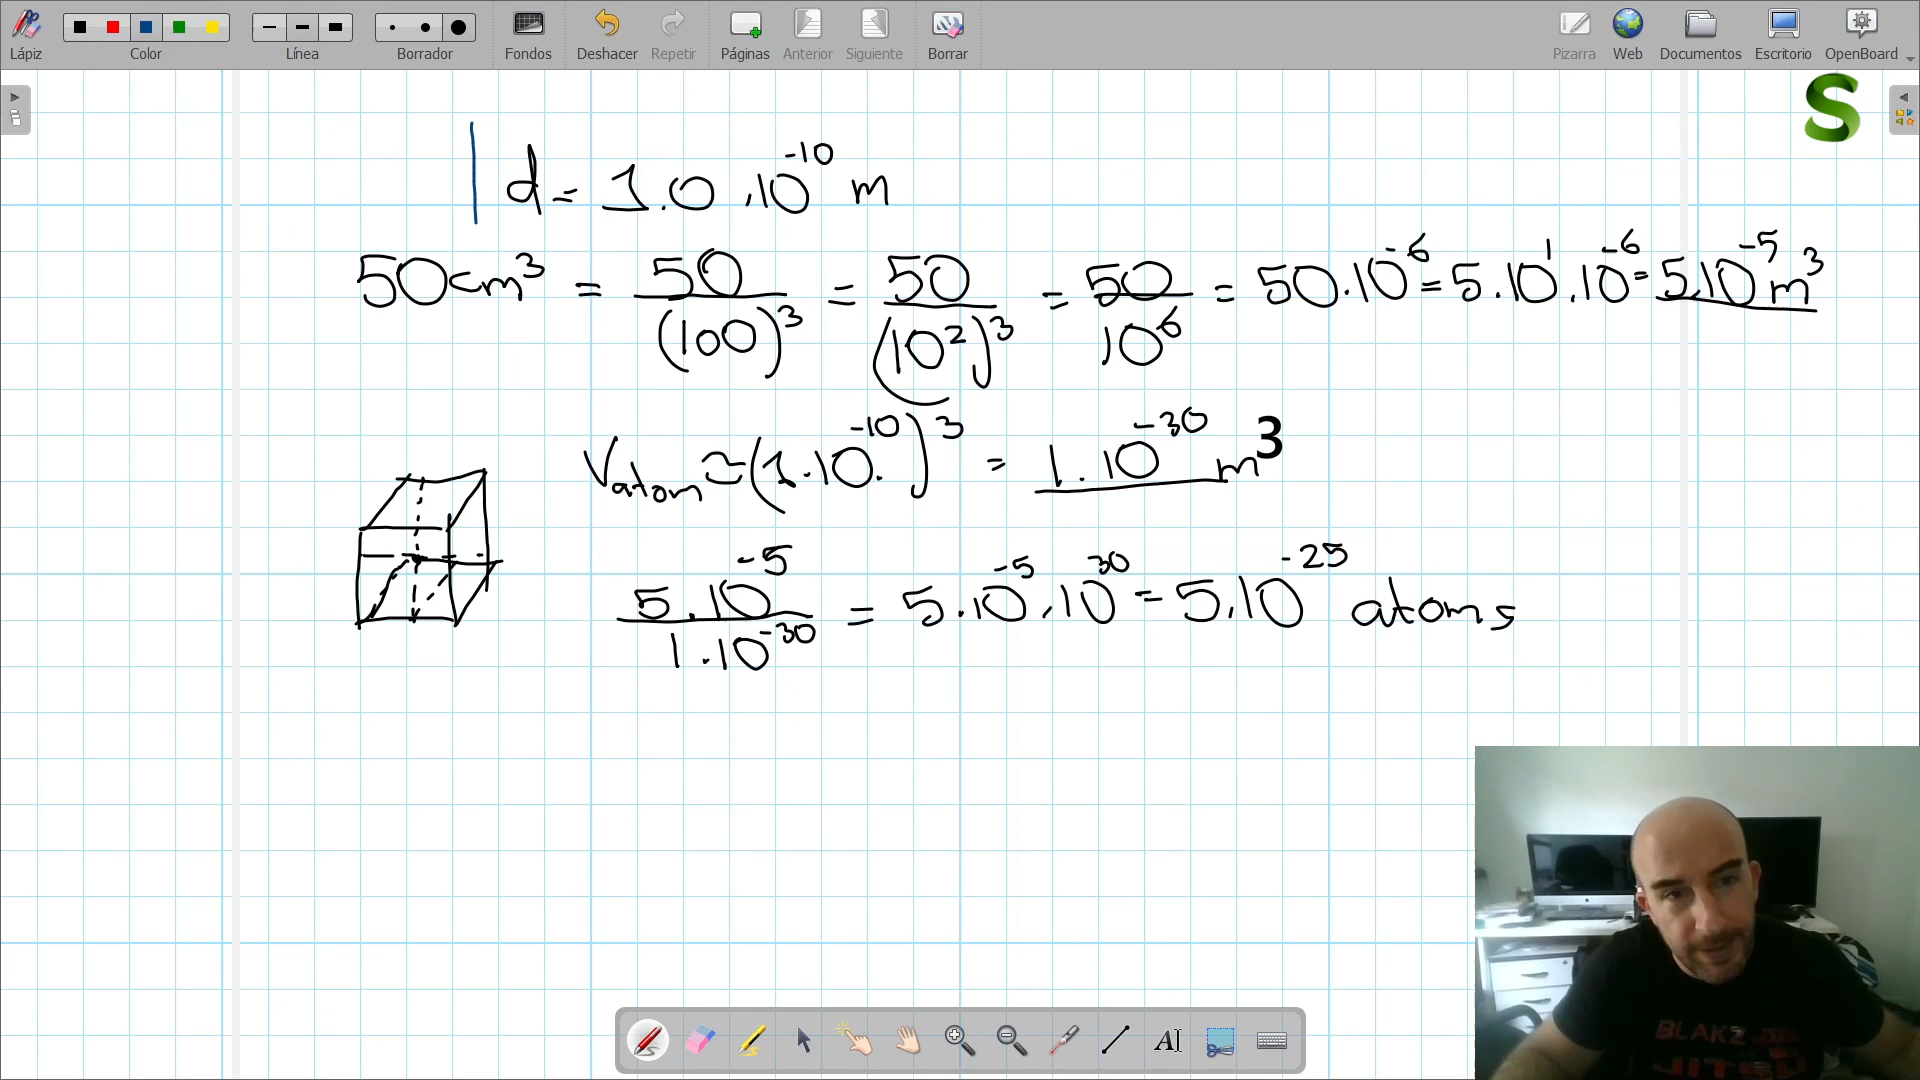 Lápiz Color Línea Borrador Fondos Deshacer Repetir Páginas Anterior Siguiente Borrar Pizarra Web Documentos Escritorio OpenBoard
S
d = 1.0 · 10^-10 m
50 cm^3 = 50/(100)^3 = 50/(10^2)^3 = 50/10^6 = 50 · 10^-6 = 5 · 10^1 · 10^-6 = 5 · 10^-5 m^3
V_atom ≃ (1 · 10^-10)^3 = 1 · 10^-30 m^3
5 · 10^-5 / 1 · 10^-30 = 5 · 10^-5 · 10^30 = 5 · 10^-25 atoms
AI